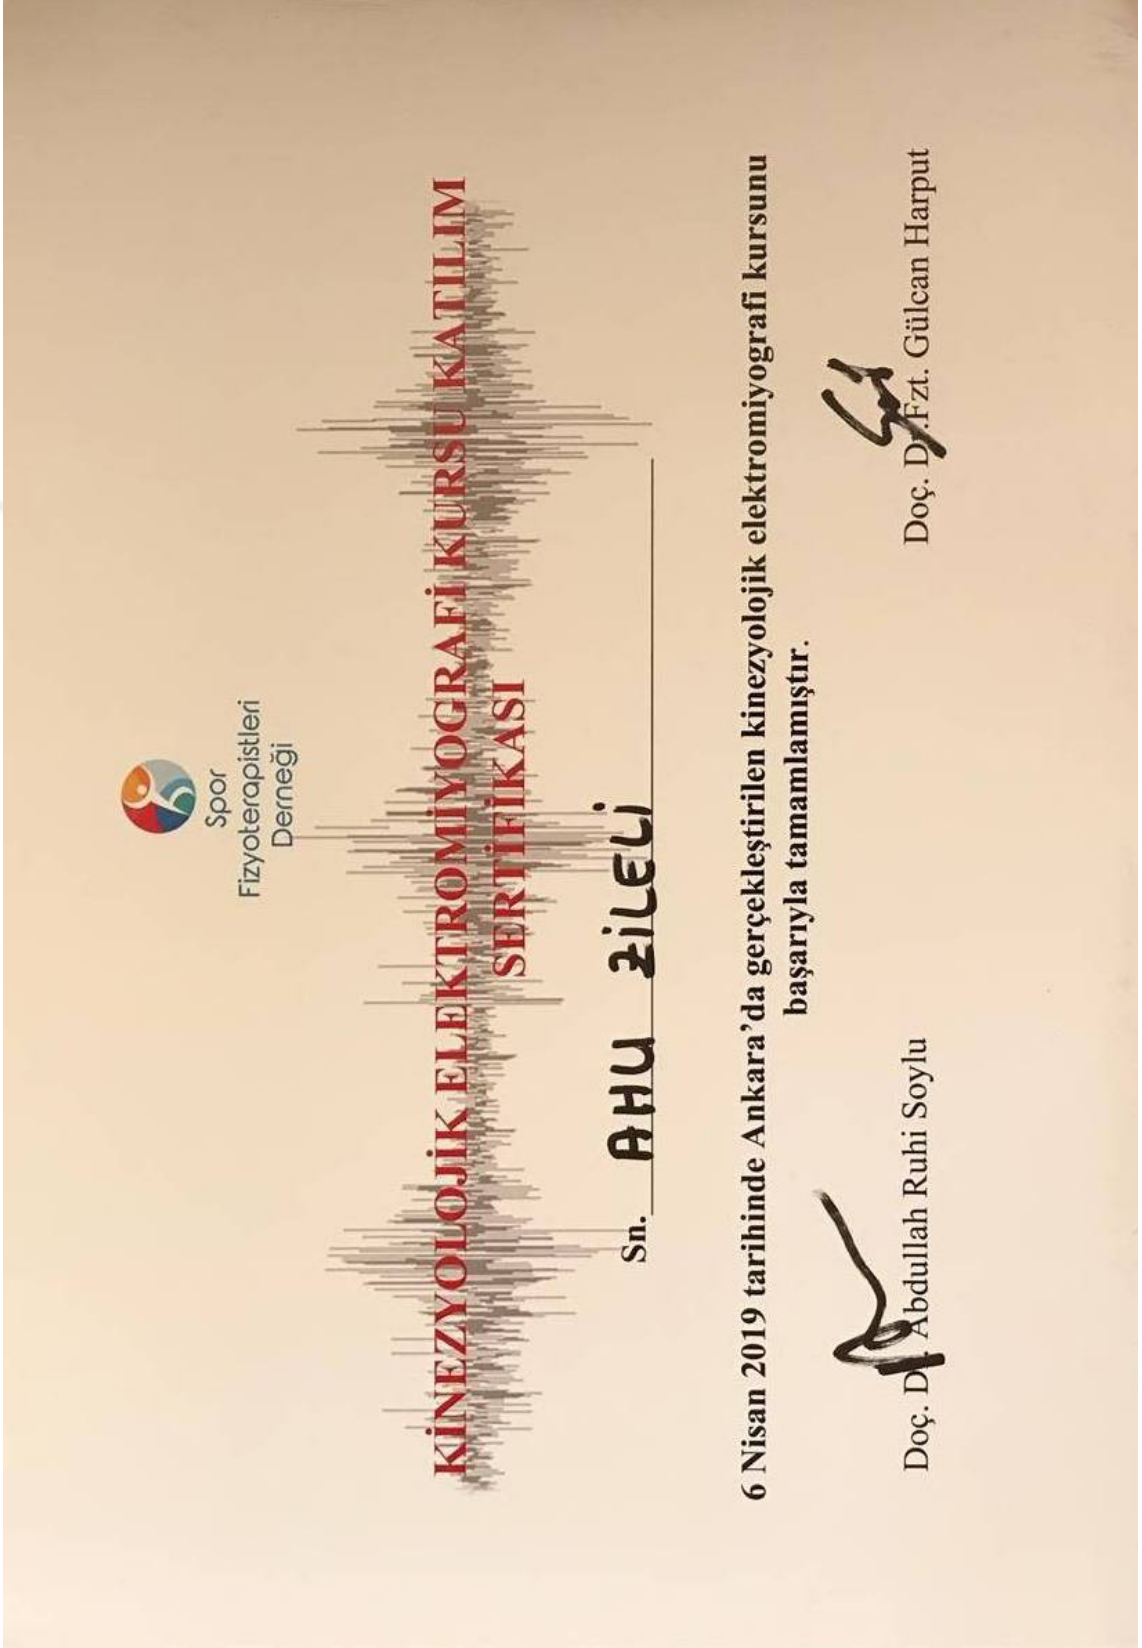 Spor
Fizyoterapistleri
Derneği
KİNEZYOLOJİK ELEKTROMİYOGRAFİ KURSU KATILIM
SERTİFİKASI
Sn. AHU ZİLELİ
6 Nisan 2019 tarihinde Ankara’da gerçekleştirilen kinezyolojik elektromiyografi kursunu
başarıyla tamamlamıştır.
Doç. Dr. Abdullah Ruhi Soylu
Doç. Dr.Fzt. Gülcan Harput